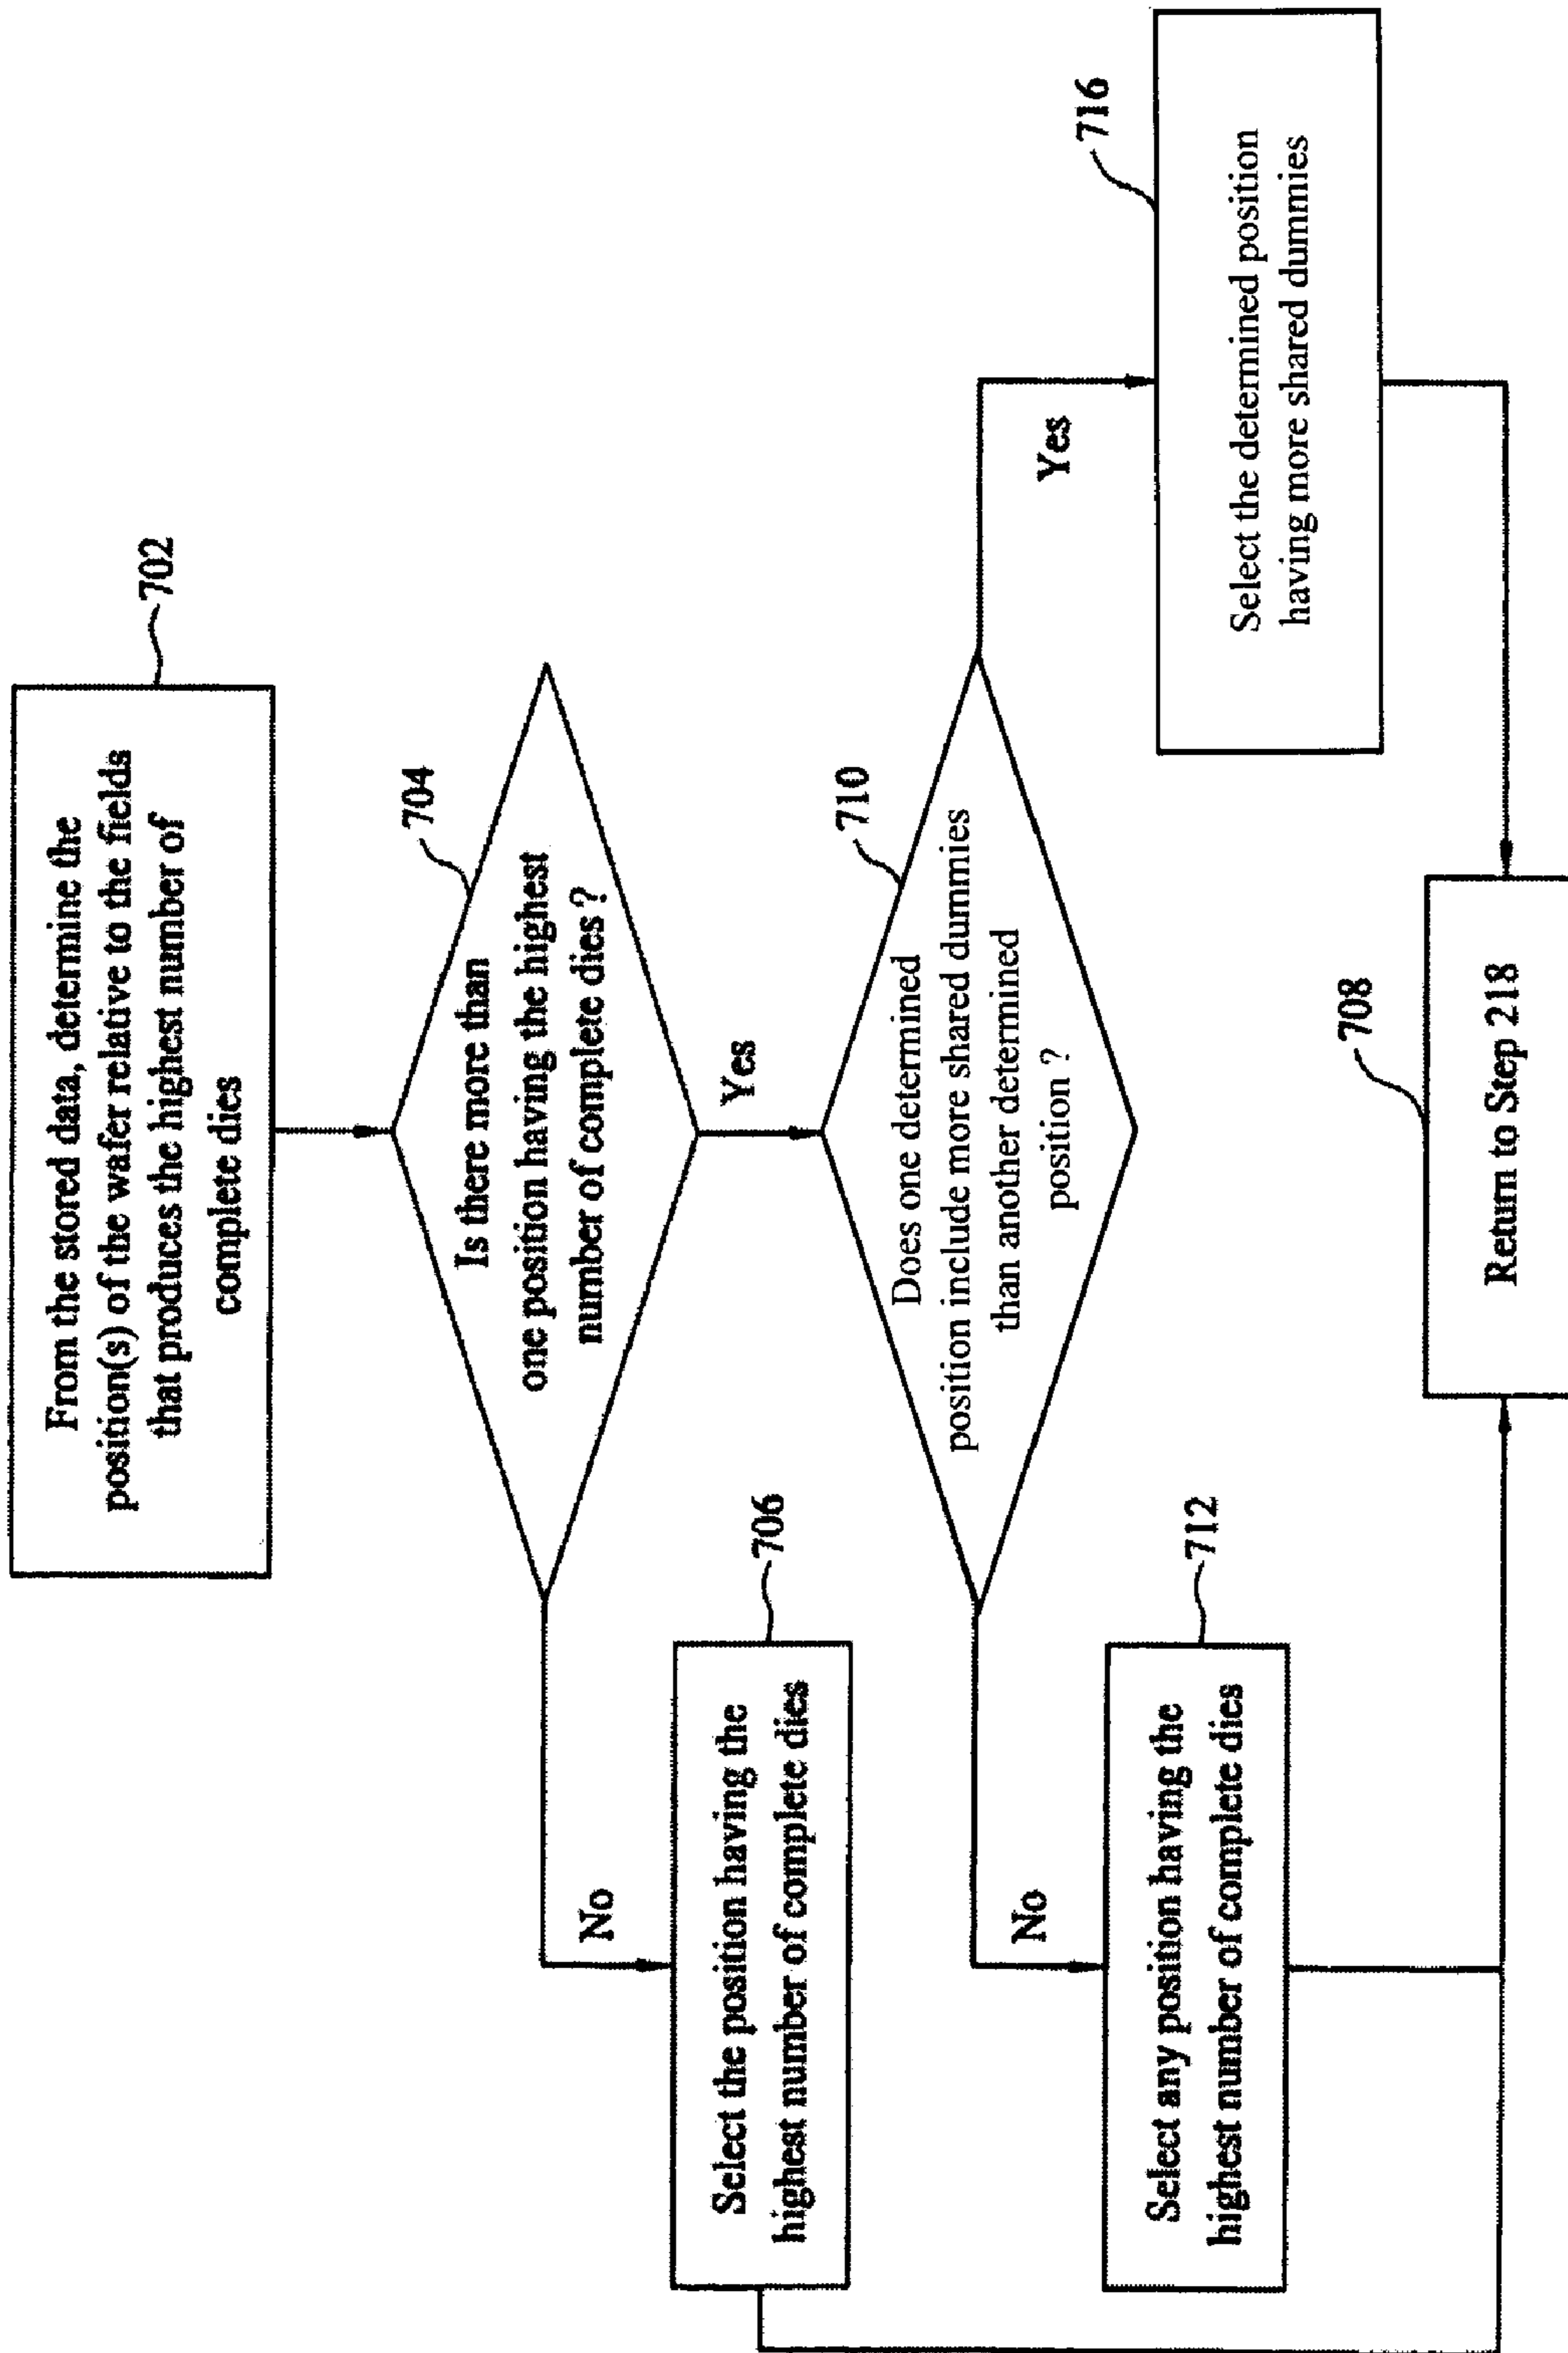 702
From the stored data, determine the
position(s) of the wafer relative to the fields
that produces the highest number of
complete dies
704
Is there more than
one position having the highest
number of complete dies ?
No
Yes
706
Select the position having the
highest number of complete dies
710
Does one determined
position include more shared dummies
than another determined
position ?
No
Yes
712
Select any position having the
highest number of complete dies
716
Select the determined position
having more shared dummies
708
Return to Step 218